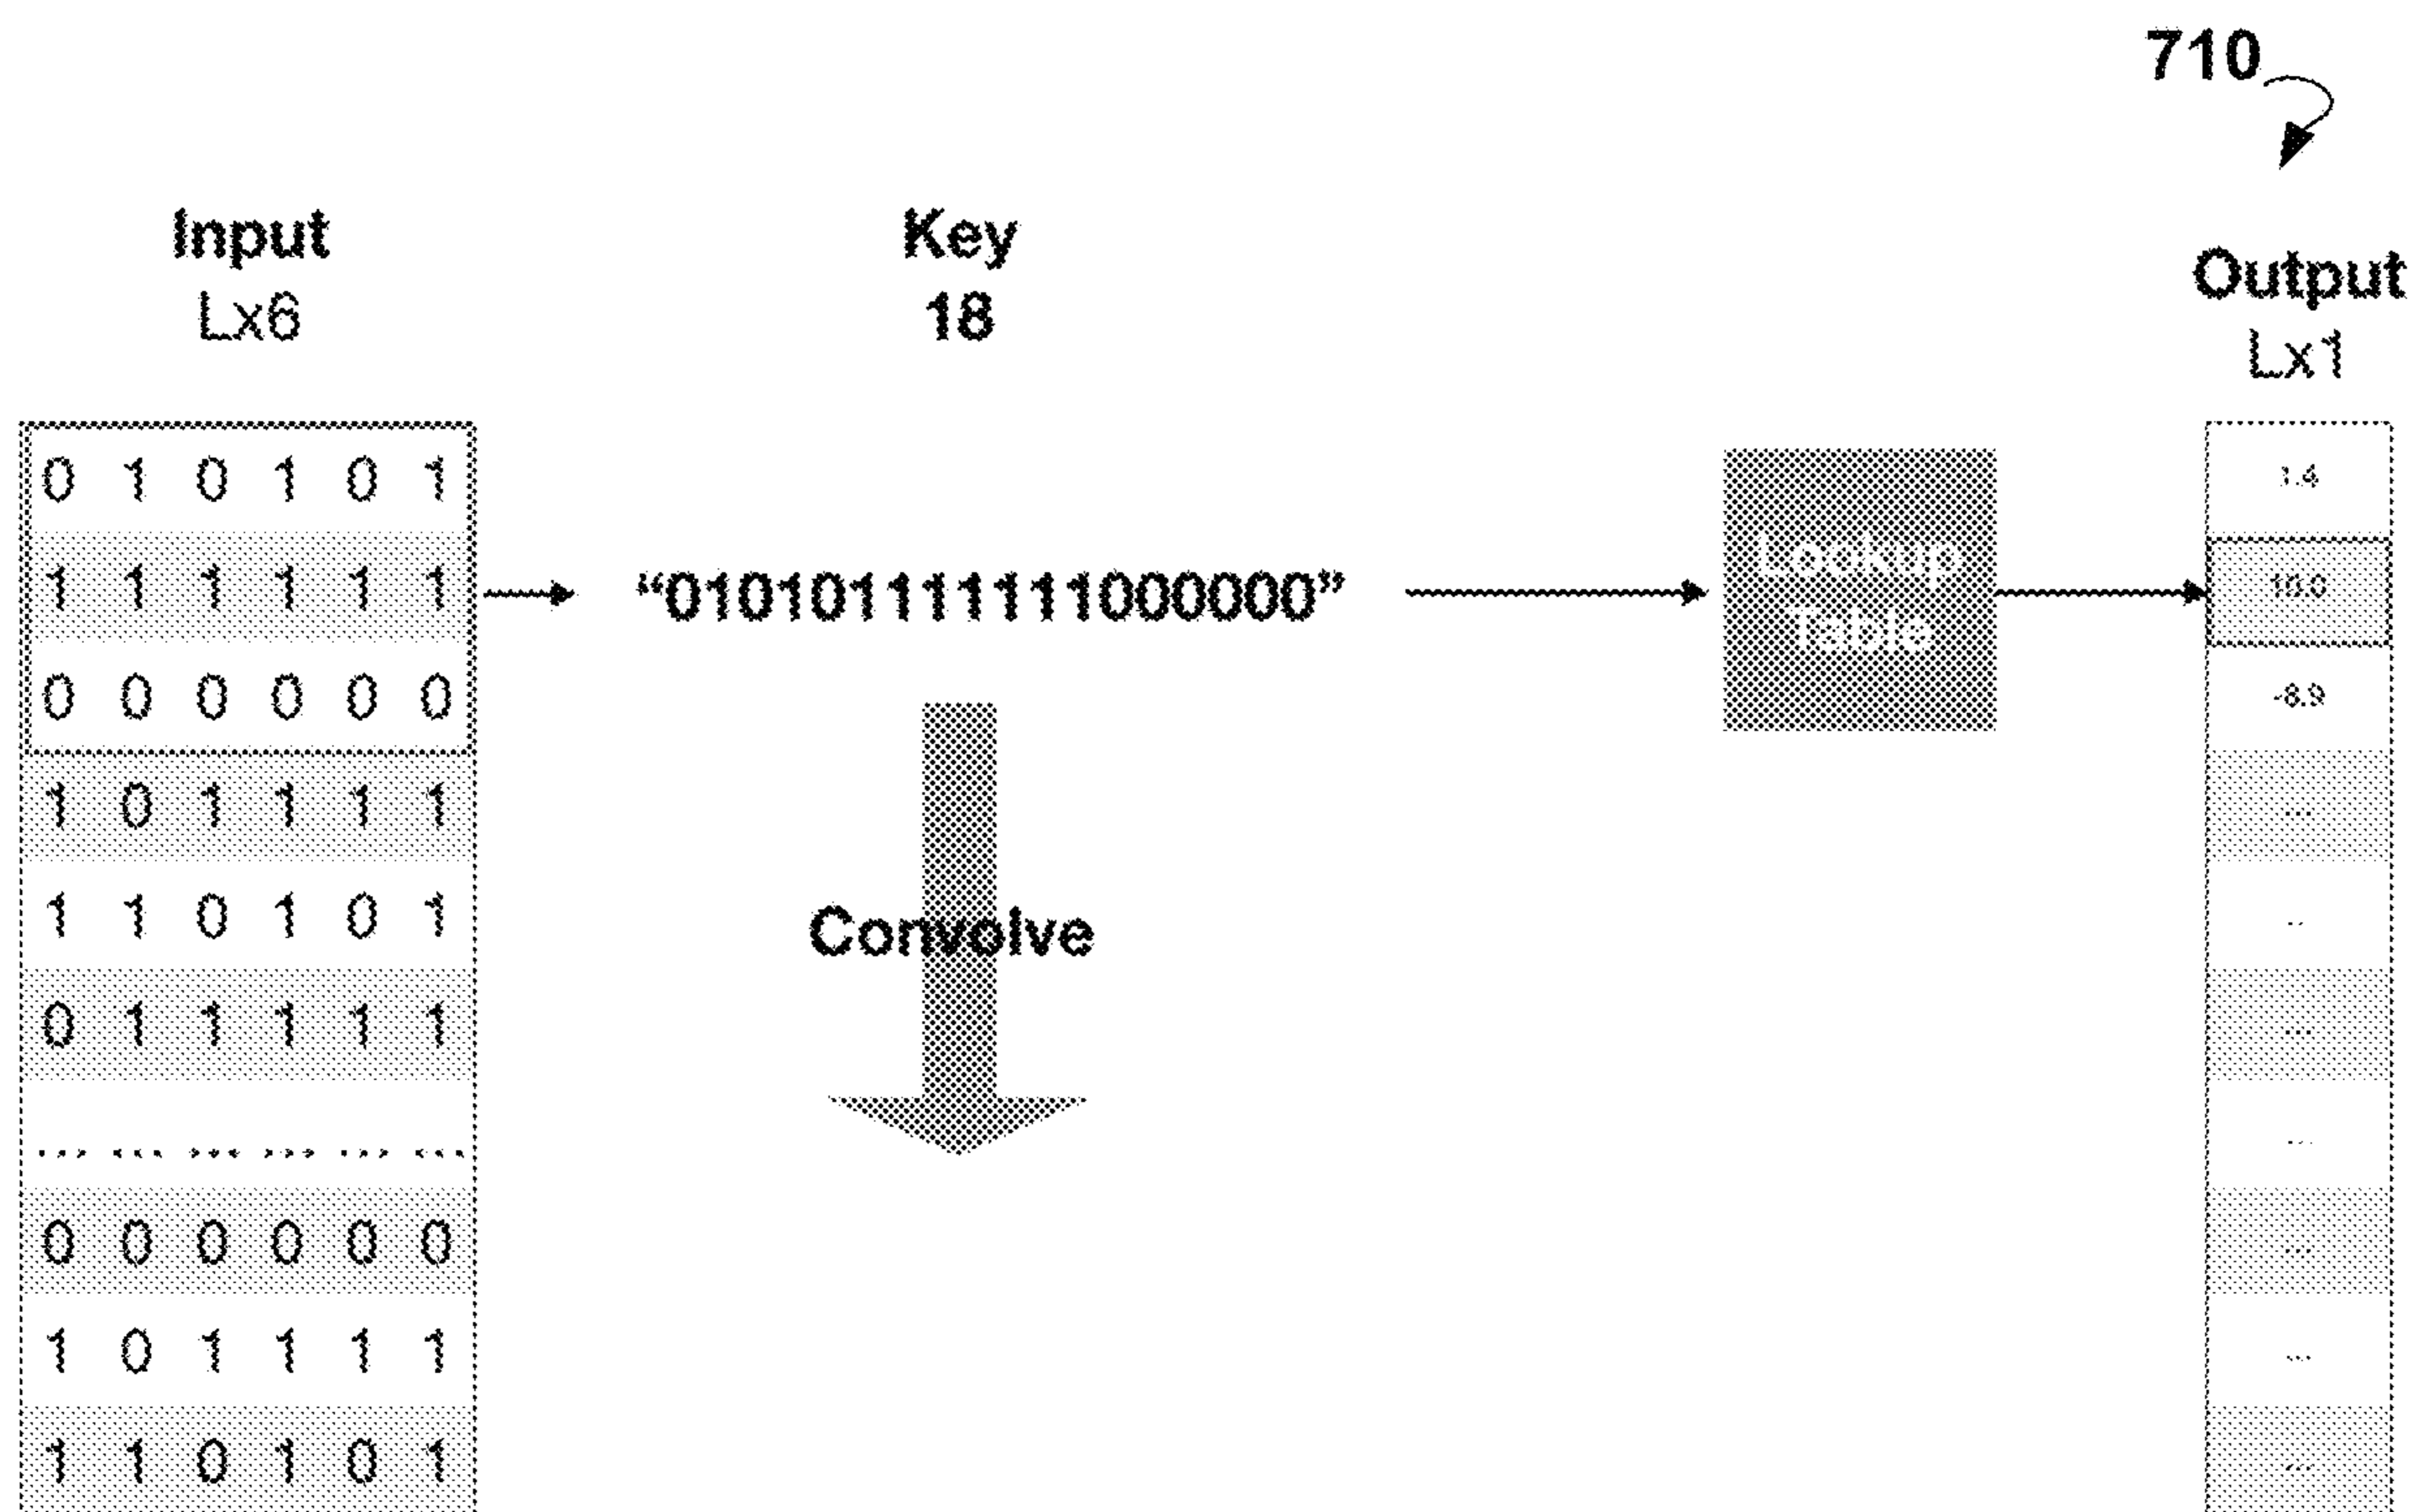 710
Input
Lx6
Key
18
Output
Lx1
0 1 0 1 0 1
1 1 1 1 1 1
0 0 0 0 0 0
1 0 1 1 1 1
1 1 0 1 0 1
0 1 1 1 1 1
... ... ... ... ... ...
0 0 0 0 0 0
1 0 1 1 1 1
1 1 0 1 0 1
“010101111111000000”
Convolve
Lookup
Table
1.4
10.0
-8.9
...
...
...
...
...
...
...